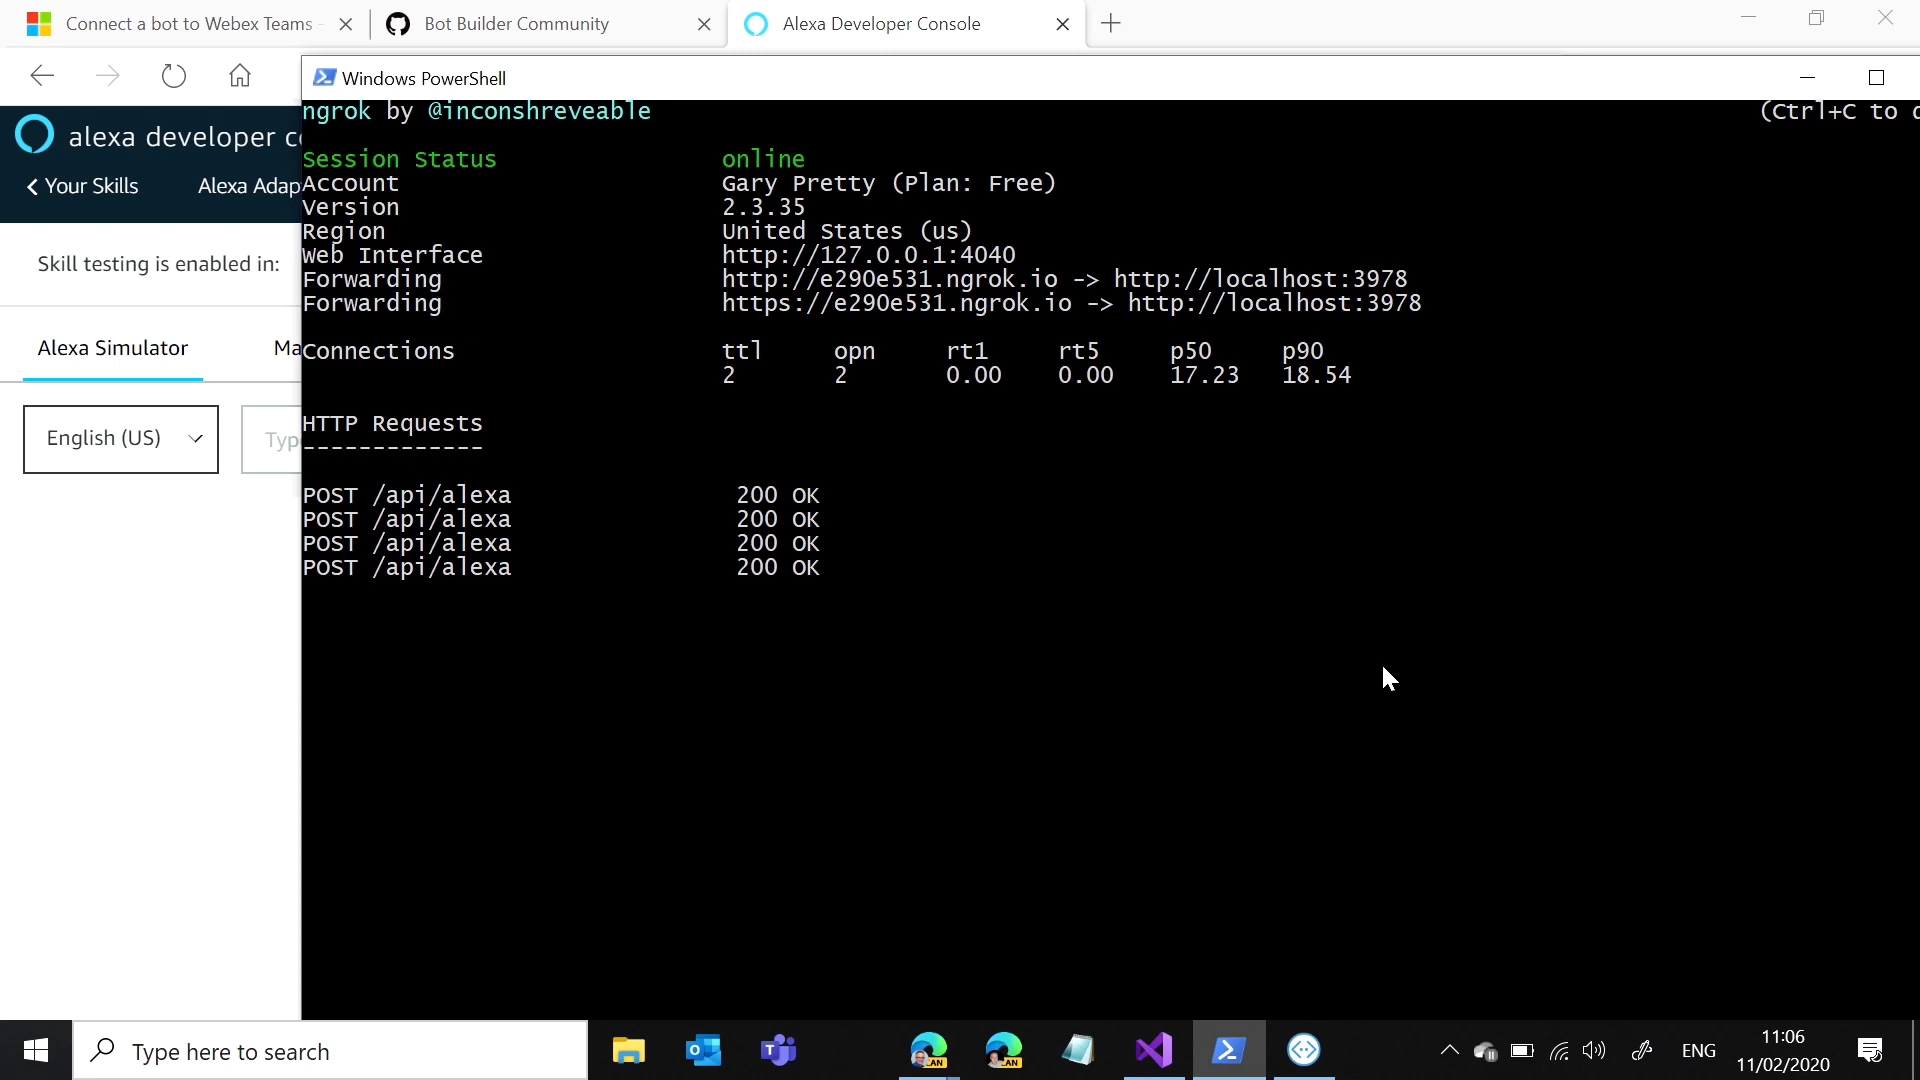 Connect a bot to Webex Teams
Bot Builder Community
Alexa Developer Console
Windows PowerShell
alexa developer co
Your Skills
Alexa Adap
Skill testing is enabled in:
Alexa Simulator
Ma
English (US)
Typ
ngrok by @inconshreveable
(Ctrl+C to q
Session Status online
Account Gary Pretty (Plan: Free)
Version 2.3.35
Region United States (us)
Web Interface http://127.0.0.1:4040
Forwarding http://e290e531.ngrok.io -> http://localhost:3978
Forwarding https://e290e531.ngrok.io -> http://localhost:3978
Connections ttl opn rt1 rt5 p50 p90
2 2 0.00 0.00 17.23 18.54
HTTP Requests
-------------
POST /api/alexa 200 OK
POST /api/alexa 200 OK
POST /api/alexa 200 OK
POST /api/alexa 200 OK
Type here to search
CAN
CAN
ENG
11:06
11/02/2020